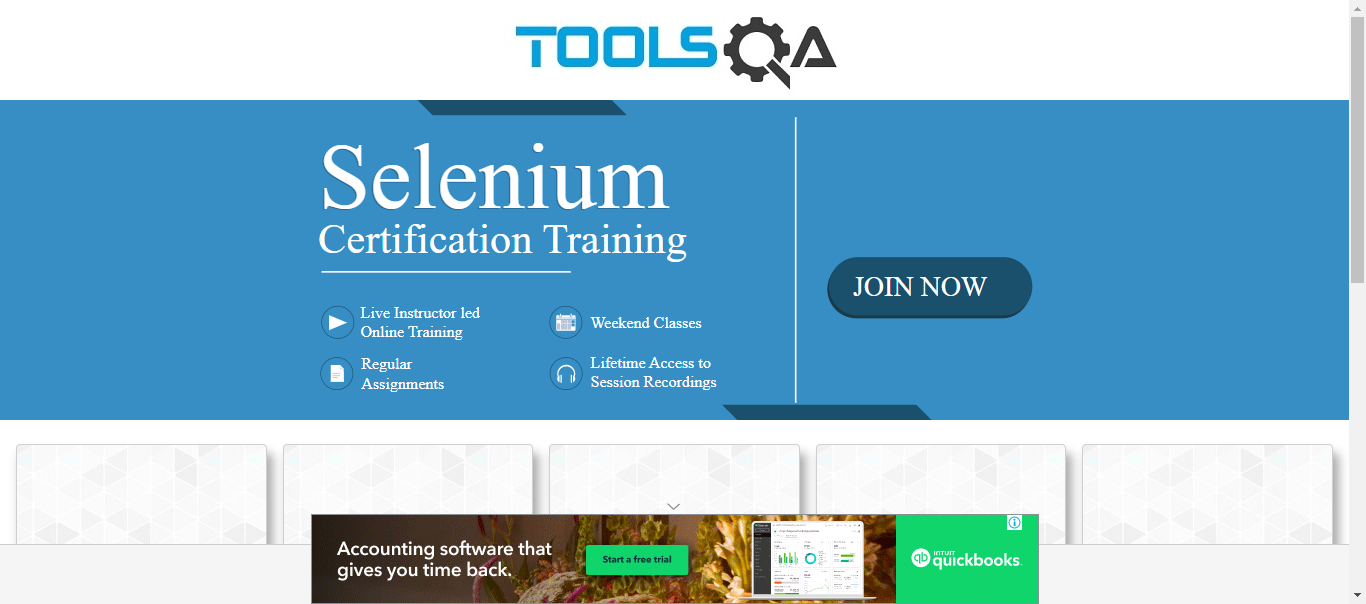 TOOLSQA
Selenium
Certification Training
Live Instructor led
Online Training
Weekend Classes
Regular
Assignments
Lifetime Access to
Session Recordings
JOIN NOW
Accounting software that
gives you time back.
Start a free trial
qb INTUIT
quickbooks.